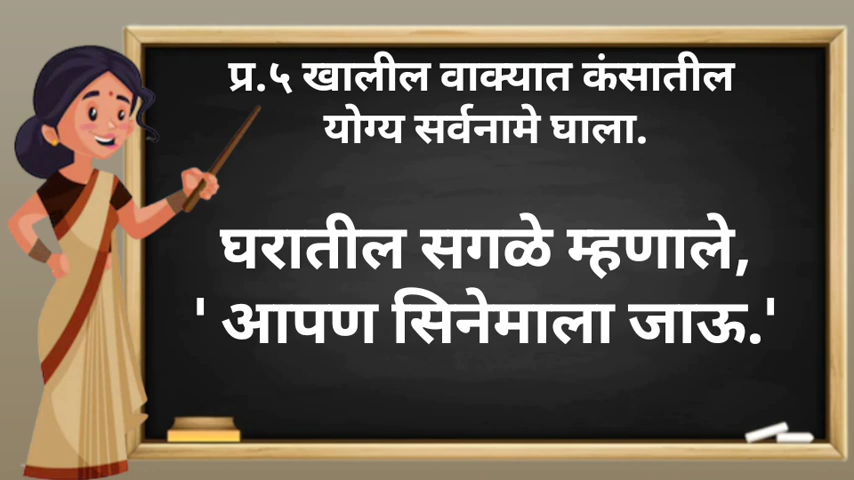 प्र.५ खालील वाक्यात कंसातील
योग्य सर्वनामे घाला.
घरातील सगळे म्हणाले,
' आपण सिनेमाला जाऊ.'